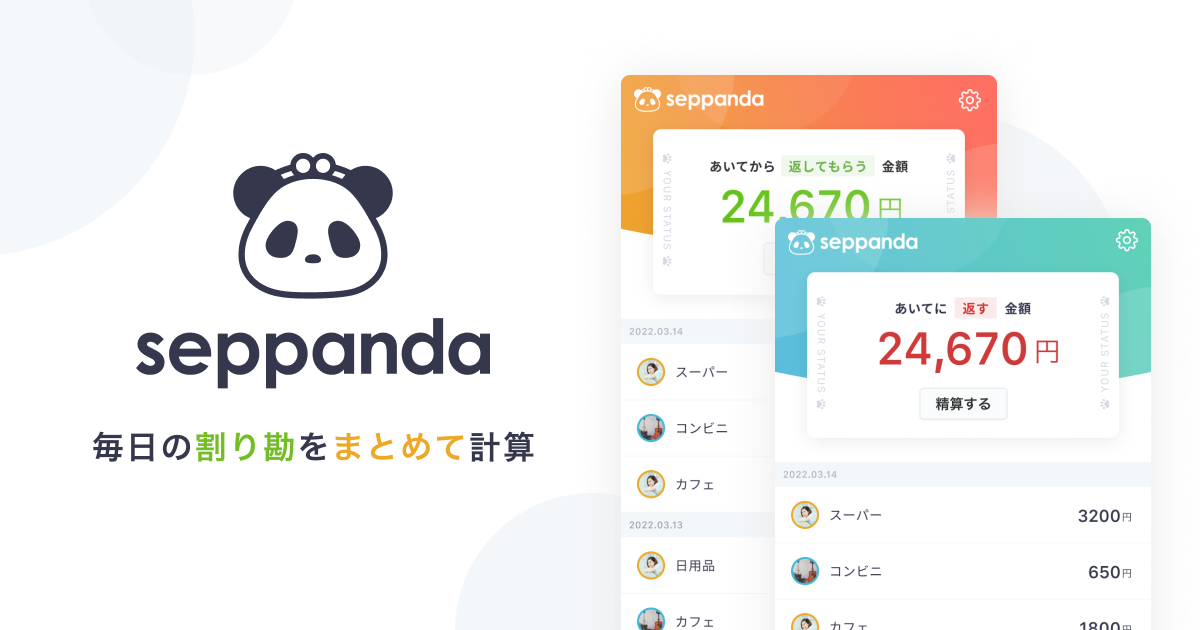 seppanda
毎日の割り勘をまとめて計算
seppanda
あいてから 返してもらう 金額
24,670円
YOUR STATUS
STATUS
2022.03.14
スーパー
コンビニ
カフェ
2022.03.13
日用品
カフェ
seppanda
あいてに 返す 金額
24,670円
YOUR STATUS
YOUR STATUS
精算する
2022.03.14
スーパー 3200円
コンビニ 650円
カフェ 1800円